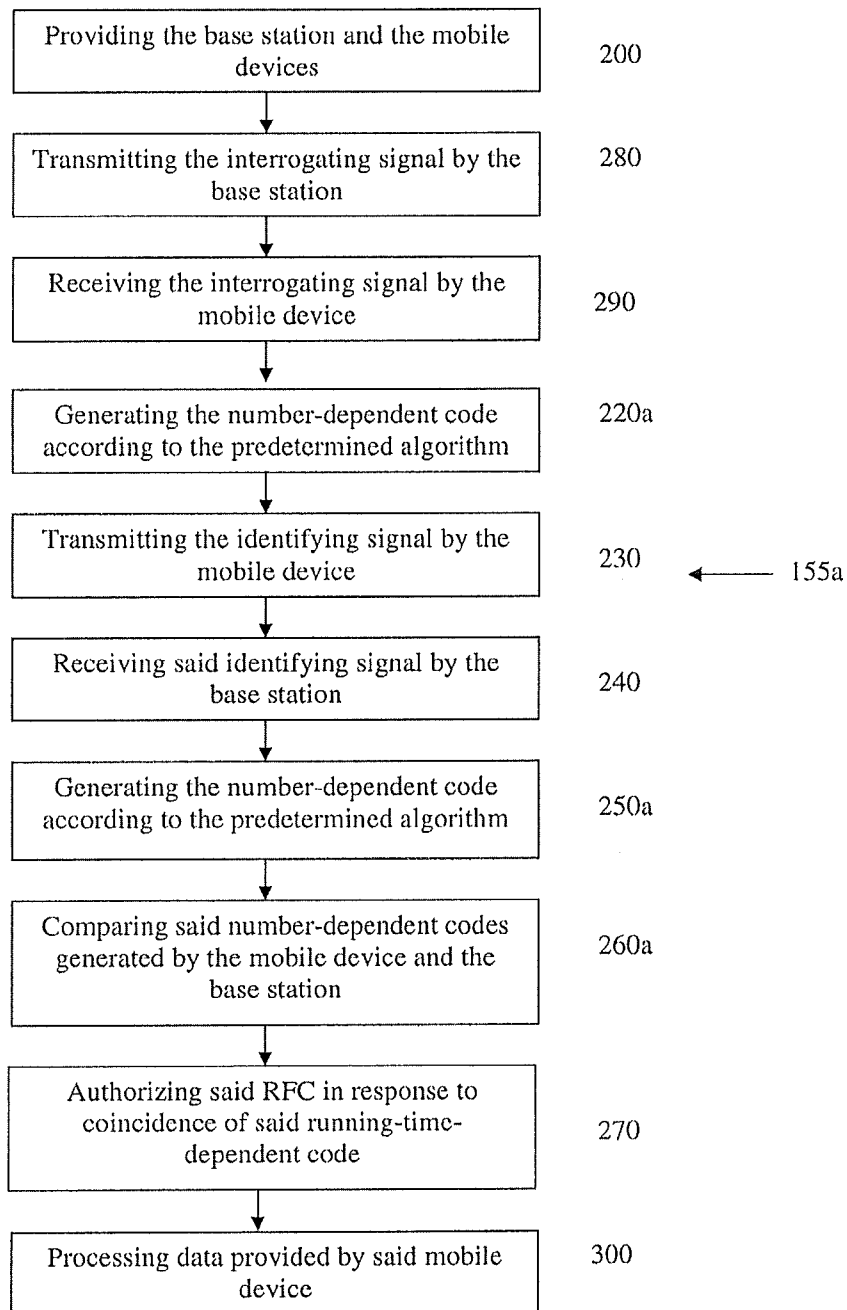 Providing the base station and the mobile
devices
200
Transmitting the interrogating signal by the
base station
280
Receiving the interrogating signal by the
mobile device
290
Generating the number-dependent code
according to the predetermined algorithm
220a
Transmitting the identifying signal by the
mobile device
230
155a
Receiving said identifying signal by the
base station
240
Generating the number-dependent code
according to the predetermined algorithm
250a
Comparing said number-dependent codes
generated by the mobile device and the
base station
260a
Authorizing said RFC in response to
coincidence of said running-time-
dependent code
270
Processing data provided by said mobile
device
300